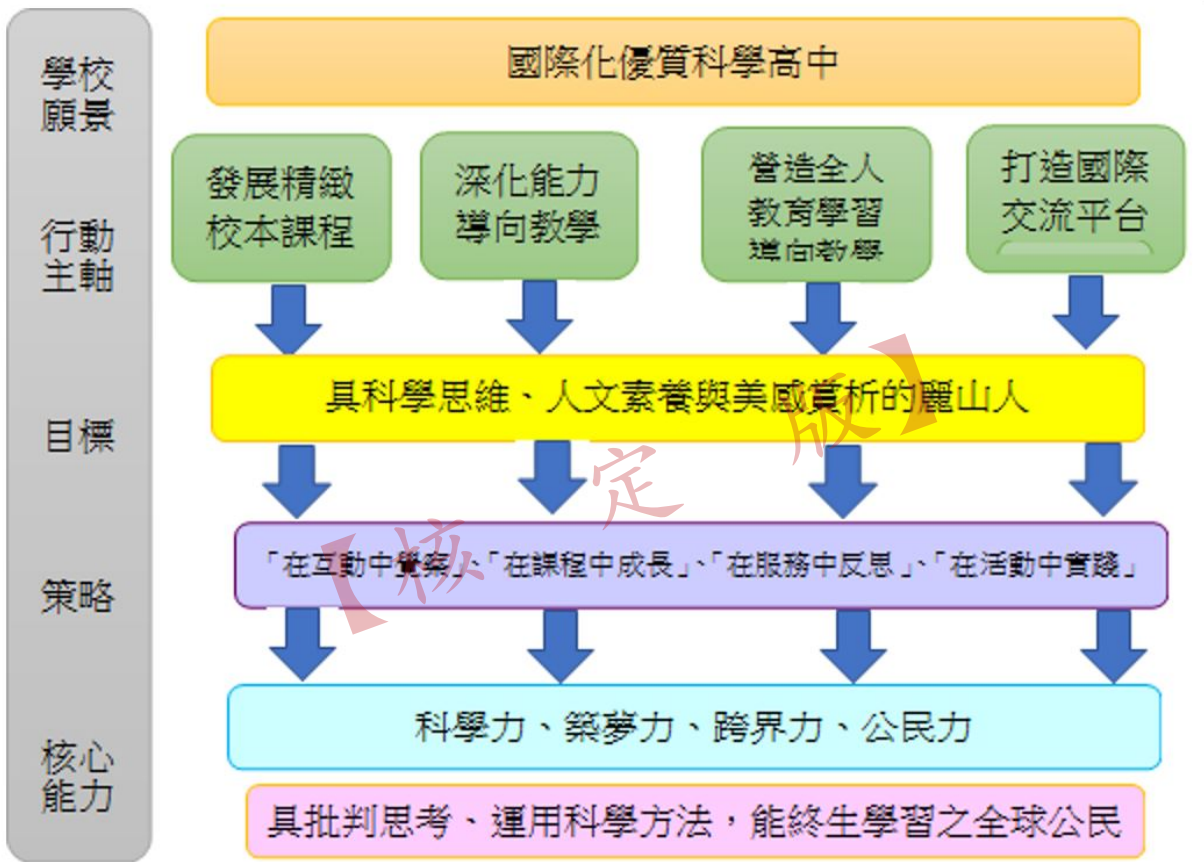 學校
願景
國際化優質科學高中
行動
主軸
發展精緻
校本課程
深化能力
導向教學
營造全人
教育學習
導向教學
打造國際
交流平台
目標
具科學思維、人文素養與美感賞析的麗山人
策略
「在互動中覺察」、「在課程中成長」、「在服務中反思」、「在活動中實踐」
核心
能力
科學力、築夢力、跨界力、公民力
具批判思考、運用科學方法，能終生學習之全球公民
【核定版】